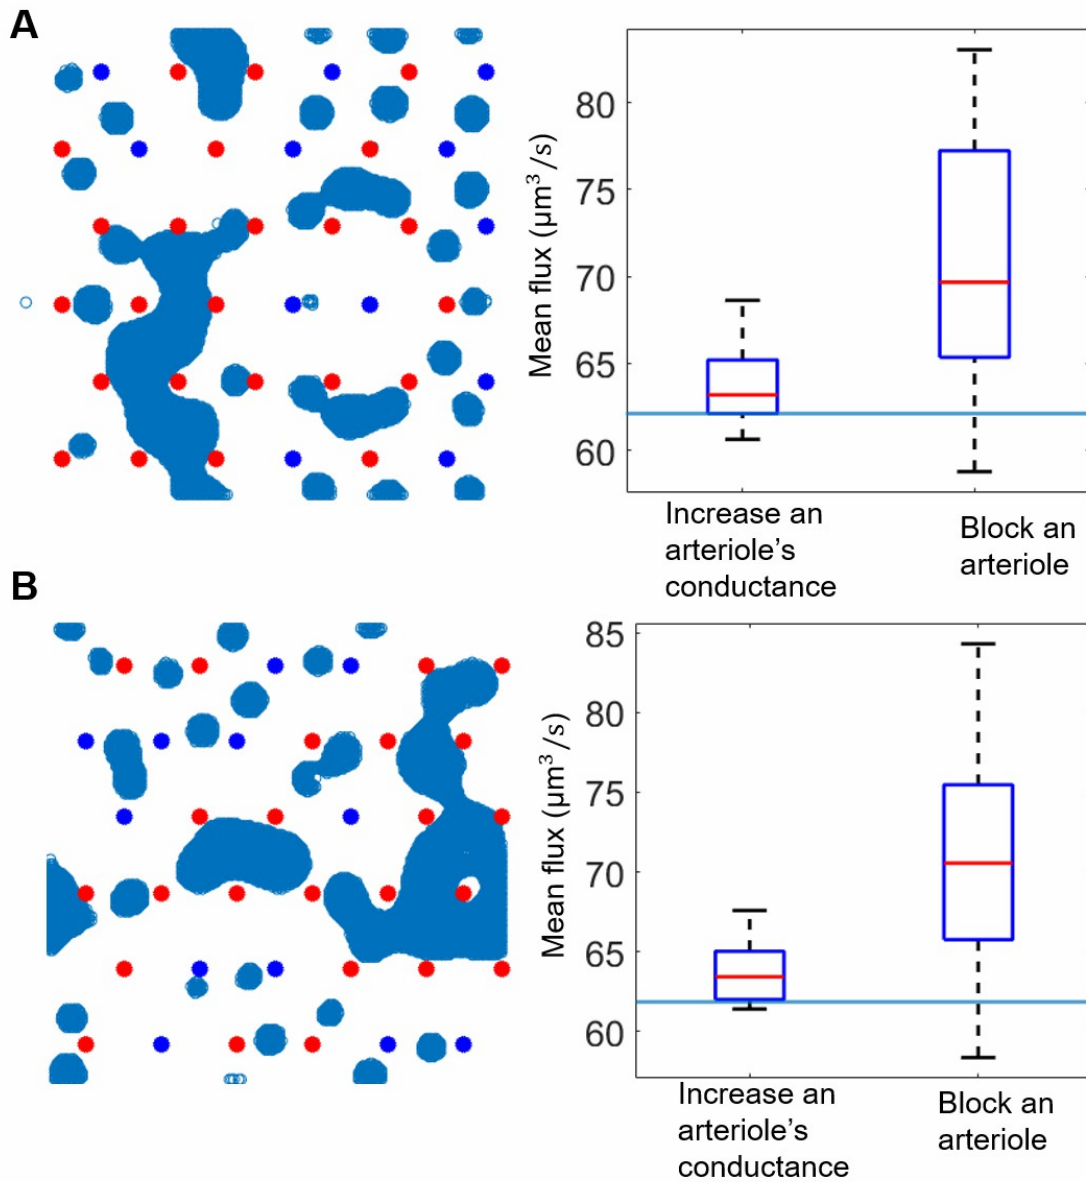 A
Mean flux (µm³/s)
80
75
70
65
60
Increase an
arteriole's
conductance
Block an
arteriole
B
Mean flux (µm³/s)
85
80
75
70
65
60
Increase an
arteriole's
conductance
Block an
arteriole